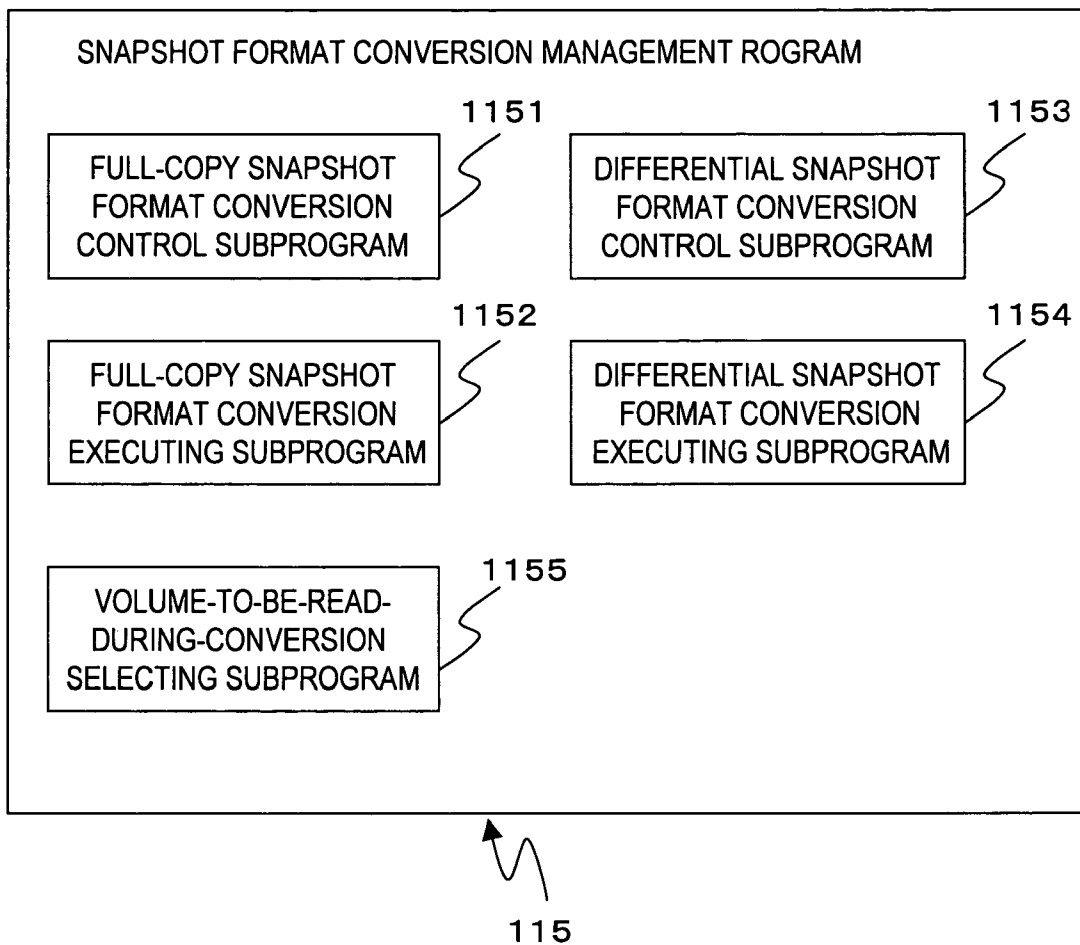 SNAPSHOT FORMAT CONVERSION MANAGEMENT ROGRAM
1151
FULL-COPY SNAPSHOT
FORMAT CONVERSION
CONTROL SUBPROGRAM
1153
DIFFERENTIAL SNAPSHOT
FORMAT CONVERSION
CONTROL SUBPROGRAM
1152
FULL-COPY SNAPSHOT
FORMAT CONVERSION
EXECUTING SUBPROGRAM
1154
DIFFERENTIAL SNAPSHOT
FORMAT CONVERSION
EXECUTING SUBPROGRAM
1155
VOLUME-TO-BE-READ-
DURING-CONVERSION
SELECTING SUBPROGRAM
115